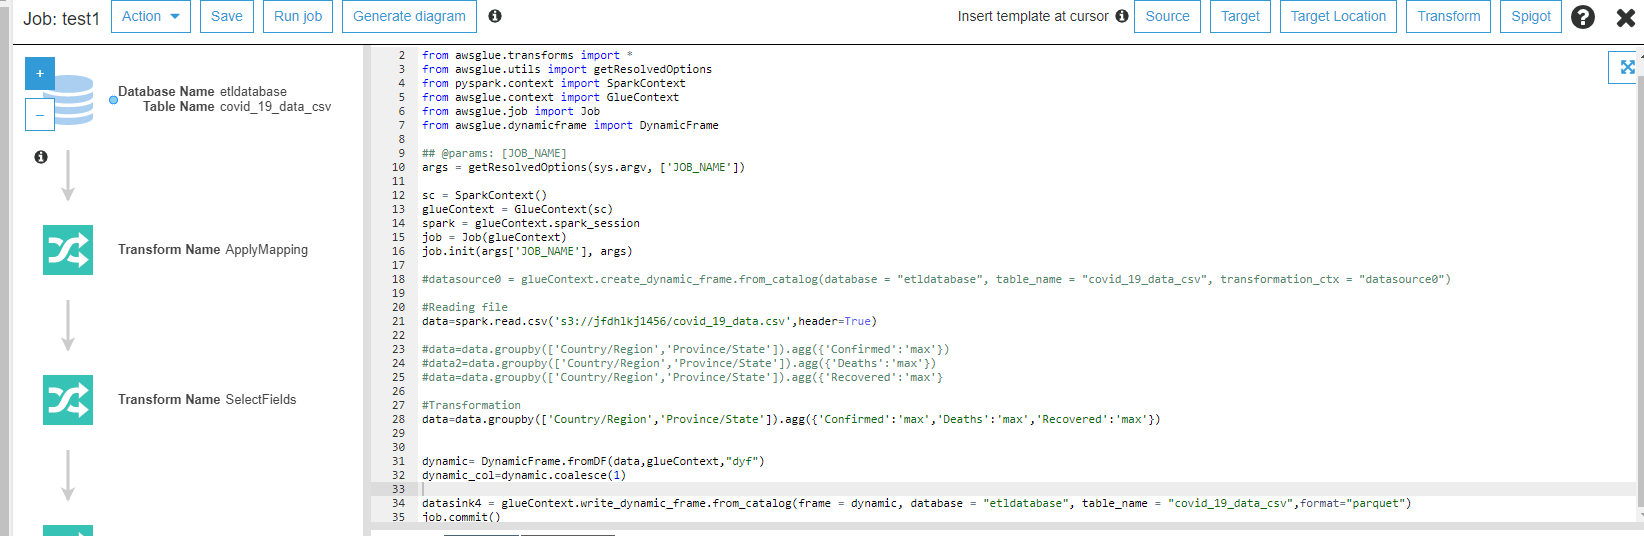 Job: test1 Action Save Run job Generate diagram Insert template at cursor Source Target Target Location Transform Spigot ?
+
Database Name etldatabase
Table Name covid_19_data_csv
−
Transform Name ApplyMapping
Transform Name SelectFields
2 from awsglue.transforms import *
3 from awsglue.utils import getResolvedOptions
4 from pyspark.context import SparkContext
5 from awsglue.context import GlueContext
6 from awsglue.job import Job
7 from awsglue.dynamicframe import DynamicFrame
8
9 ## @params: [JOB_NAME]
10 args = getResolvedOptions(sys.argv, ['JOB_NAME'])
11
12 sc = SparkContext()
13 glueContext = GlueContext(sc)
14 spark = glueContext.spark_session
15 job = Job(glueContext)
16 job.init(args['JOB_NAME'], args)
17
18 #datasource0 = glueContext.create_dynamic_frame.from_catalog(database = "etldatabase", table_name = "covid_19_data_csv", transformation_ctx = "datasource0")
19
20 #Reading file
21 data=spark.read.csv('s3://jfdhlkj1456/covid_19_data.csv',header=True)
22
23 #data=data.groupby(['Country/Region','Province/State']).agg({'Confirmed':'max'})
24 #data2=data.groupby(['Country/Region','Province/State']).agg({'Deaths':'max'})
25 #data=data.groupby(['Country/Region','Province/State']).agg({'Recovered':'max'}
26
27 #Transformation
28 data=data.groupby(['Country/Region','Province/State']).agg({'Confirmed':'max','Deaths':'max','Recovered':'max'})
29
30
31 dynamic= DynamicFrame.fromDF(data,glueContext,"dyf")
32 dynamic_col=dynamic.coalesce(1)
33
34 datasink4 = glueContext.write_dynamic_frame.from_catalog(frame = dynamic, database = "etldatabase", table_name = "covid_19_data_csv",format="parquet")
35 job.commit()